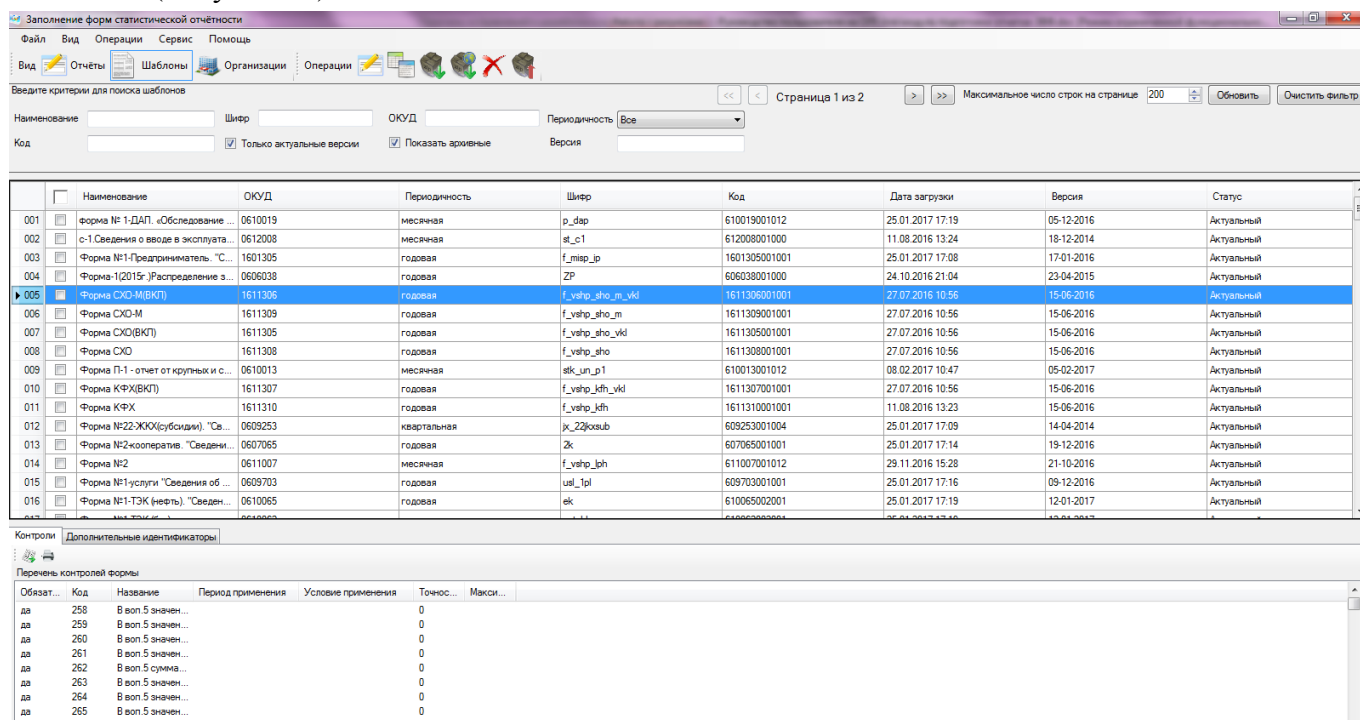 Заполнение форм статистической отчётности
Файл Вид Операции Сервис Помощь
Вид Отчёты Шаблоны Организации Операции
Введите критерии для поиска шаблонов << < Страница 1 из 2 > >> Максимальное число строк на странице 200 Обновить Очистить фильтр
Наименование Шифр ОКУД Периодичность Все
Код Только актуальные версии Показать архивные Версия
Наименование ОКУД Периодичность Шифр Код Дата загрузки Версия Статус
001 форма № 1-ДАП. «Обследование ... 0610019 месячная p_dap 610019001012 25.01.2017 17:19 05-12-2016 Актуальный
002 с-1.Сведения о вводе в эксплуата... 0612008 месячная st_c1 612008001000 11.08.2016 13:24 18-12-2014 Актуальный
003 Форма №1-Предприниматель. "С... 1601305 годовая f_misp_ip 1601305001001 25.01.2017 17:08 17-01-2016 Актуальный
004 Форма-1(2015г.)Распределение з... 0606038 годовая ZP 606038001000 24.10.2016 21:04 23-04-2015 Актуальный
005 Форма СХО-М(ВКП) 1611306 годовая f_vshp_sho_m_vkl 1611306001001 27.07.2016 10:56 15-06-2016 Актуальный
006 Форма СХО-М 1611309 годовая f_vshp_sho_m 1611309001001 27.07.2016 10:56 15-06-2016 Актуальный
007 Форма СХО(ВКП) 1611305 годовая f_vshp_sho_vkl 1611305001001 27.07.2016 10:56 15-06-2016 Актуальный
008 Форма СХО 1611308 годовая f_vshp_sho 1611308001001 27.07.2016 10:56 15-06-2016 Актуальный
009 Форма П-1 - отчет от крупных и с... 0610013 месячная stk_un_p1 610013001012 08.02.2017 10:47 05-02-2017 Актуальный
010 Форма КФХ(ВКП) 1611307 годовая f_vshp_kfh_vkl 1611307001001 27.07.2016 10:56 15-06-2016 Актуальный
011 Форма КФХ 1611310 годовая f_vshp_kfh 1611310001001 11.08.2016 13:23 15-06-2016 Актуальный
012 Форма №22-ЖКХ(субсидии). "Св... 0609253 квартальная jx_22jkxsub 609253001004 25.01.2017 17:09 14-04-2014 Актуальный
013 Форма №2-кооператив. "Сведени... 0607065 годовая 2k 607065001001 25.01.2017 17:14 19-12-2016 Актуальный
014 Форма №2 0611007 месячная f_vshp_lph 611007001012 29.11.2016 15:28 21-10-2016 Актуальный
015 Форма №1-услуги "Сведения об ... 0609703 годовая usl_1pl 609703001001 25.01.2017 17:16 09-12-2016 Актуальный
016 Форма №1-ТЭК (нефть). "Сведен... 0610065 годовая ek 610065002001 25.01.2017 17:19 12-01-2017 Актуальный
Контроли Дополнительные идентификаторы
Перечень контролей формы
Обязат... Код Название Период применения Условие применения Точнос... Макси...
да 258 В воп.5 значен... 0
да 259 В воп.5 значен... 0
да 260 В воп.5 значен... 0
да 261 В воп.5 значен... 0
да 262 В воп.5 сумма... 0
да 263 В воп.5 значен... 0
да 264 В воп.5 значен... 0
да 265 В воп.5 значен... 0